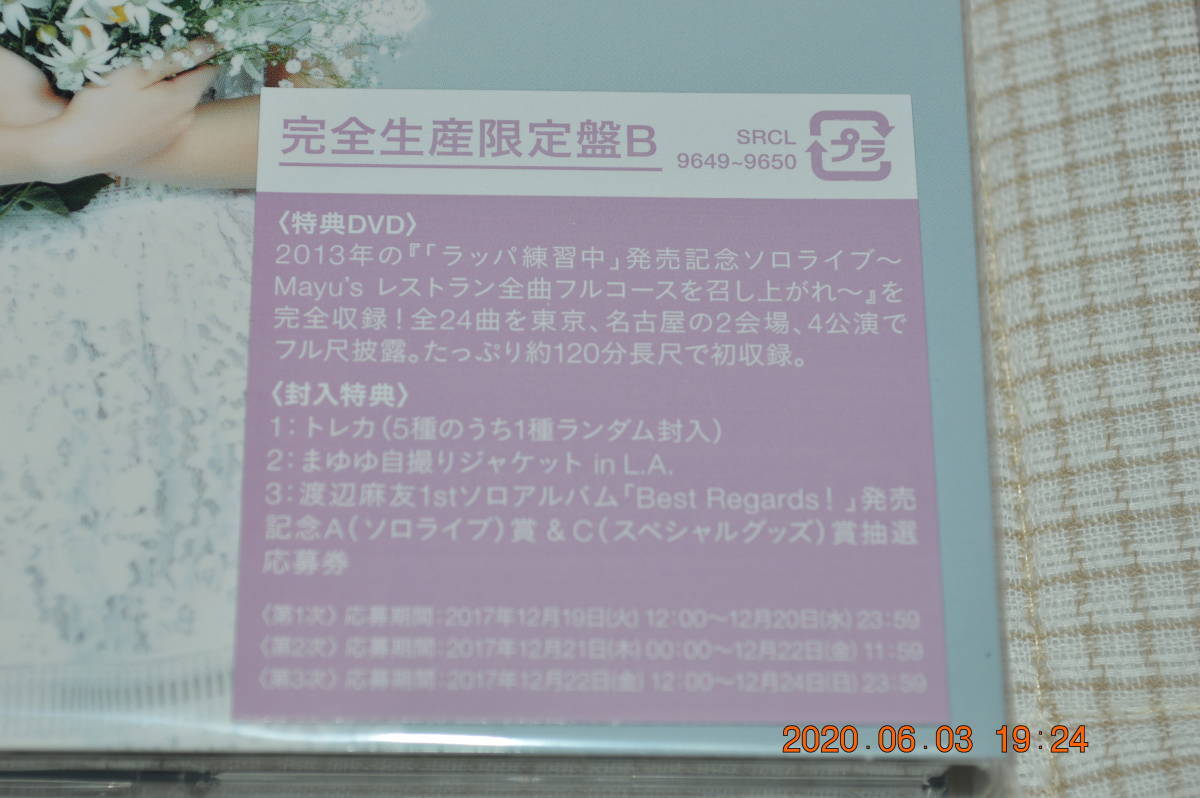 完全生産限定盤B
SRCL
9649~9650
プラ
〈特典DVD〉
2013年の『「ラッパ練習中」発売記念ソロライブ〜
Mayu's レストラン全曲フルコースを召し上がれ〜』を
完全収録！全24曲を東京、名古屋の2会場、4公演で
フル尺披露。たっぷり約120分長尺で初収録。
〈封入特典〉
1：トレカ（5種のうち1種ランダム封入）
2：まゆゆ自撮りジャケット in L.A.
3：渡辺麻友1stソロアルバム「Best Regards！」発売
記念A（ソロライブ）賞 & C（スペシャルグッズ）賞抽選
応募券
〈第1次〉応募期間：2017年12月19日(火) 12:00〜12月20日(水) 23:59
〈第2次〉応募期間：2017年12月21日(木) 00:00〜12月22日(金) 11:59
〈第3次〉応募期間：2017年12月22日(金) 12:00〜12月24日(日) 23:59
2020.06.03 19:24